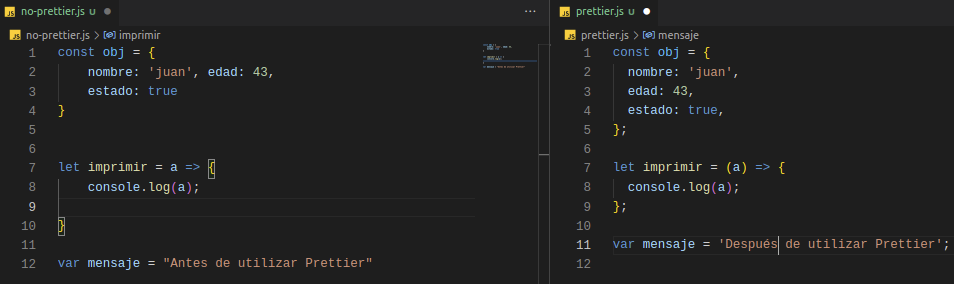 JS no-prettier.js U
JS no-prettier.js > imprimir
1 const obj = {
2     nombre: 'juan', edad: 43,
3     estado: true
4 }
5
6
7 let imprimir = a => {
8     console.log(a);
9
10 }
11
12 var mensaje = "Antes de utilizar Prettier"
JS prettier.js U
JS prettier.js > mensaje
1 const obj = {
2   nombre: 'juan',
3   edad: 43,
4   estado: true,
5 };
6
7 let imprimir = (a) => {
8   console.log(a);
9 };
10
11 var mensaje = 'Después de utilizar Prettier';
12